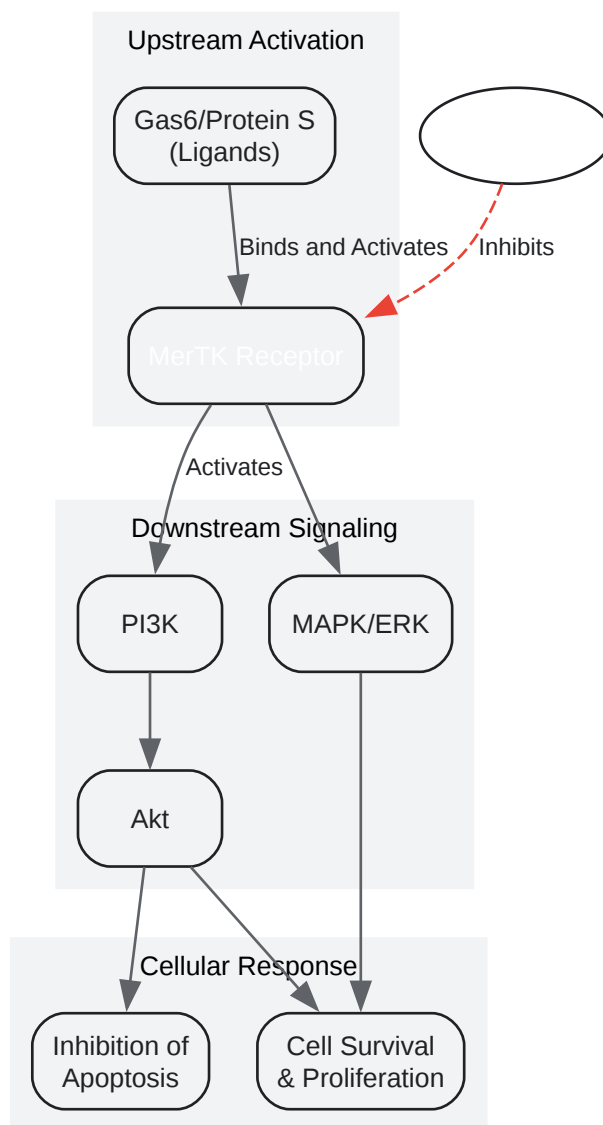 Upstream Activation
Gas6/Protein S
(Ligands)
Binds and Activates
Inhibits
MerTK Receptor
Activates
Downstream Signaling
PI3K
MAPK/ERK
Akt
Cellular Response
Inhibition of
Apoptosis
Cell Survival
& Proliferation